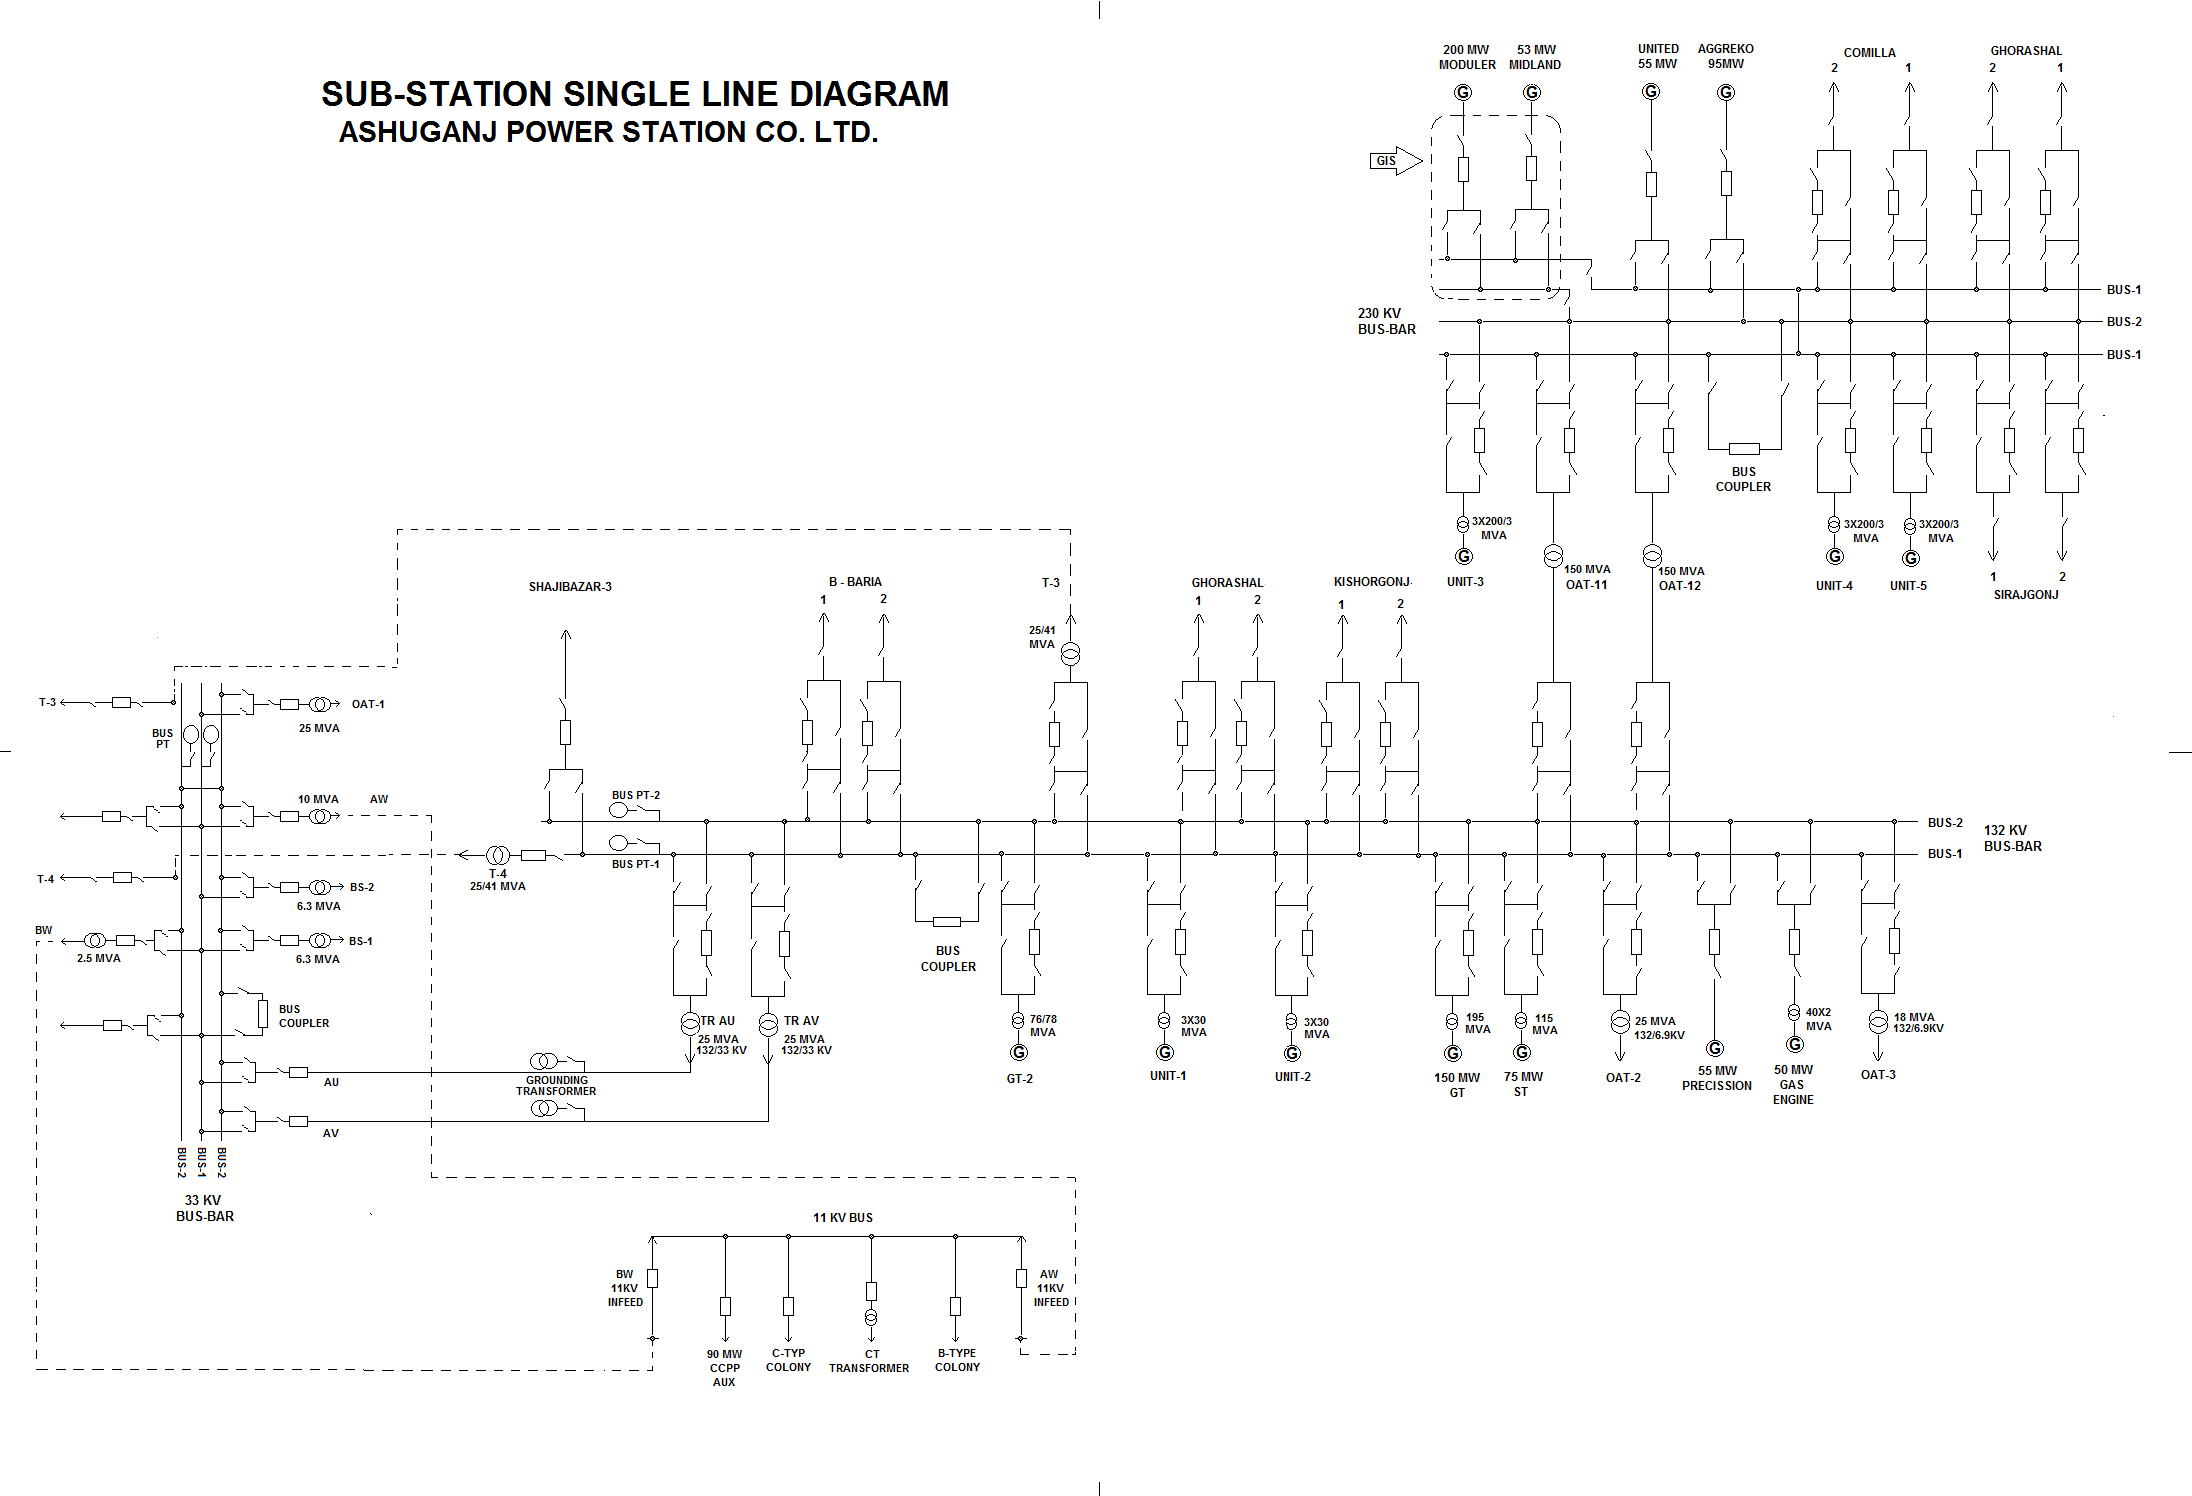 SUB-STATION SINGLE LINE DIAGRAM
ASHUGANJ POWER STATION CO. LTD.
200 MW
MODULER
53 MW
MIDLAND
UNITED
55 MW
AGGREKO
95MW
COMILLA
2
1
GHORASHAL
2
1
G
G
G
G
GIS
230 KV
BUS-BAR
BUS-1
BUS-2
BUS-1
BUS
COUPLER
3X200/3
MVA
G
UNIT-3
150 MVA
OAT-11
150 MVA
OAT-12
3X200/3
MVA
G
UNIT-4
3X200/3
MVA
G
UNIT-5
1
2
SIRAJGONJ
SHAJIBAZAR-3
B - BARIA
1
2
T-3
25/41
MVA
GHORASHAL
1
2
KISHORGONJ-
1
2
T-3
OAT-1
25 MVA
BUS
PT
10 MVA
AW
T-4
BS-2
6.3 MVA
BW
2.5 MVA
BS-1
6.3 MVA
BUS
COUPLER
AU
AV
BUS-2
BUS-1
BUS-2
33 KV
BUS-BAR
BUS PT-2
BUS PT-1
T-4
25/41 MVA
BUS-2
BUS-1
132 KV
BUS-BAR
GROUNDING
TRANSFORMER
TR AU
25 MVA
132/33 KV
TR AV
25 MVA
132/33 KV
BUS
COUPLER
76/78
MVA
G
GT-2
3X30
MVA
G
UNIT-1
3X30
MVA
G
UNIT-2
195
MVA
G
150 MW
GT
115
MVA
G
75 MW
ST
25 MVA
132/6.9KV
OAT-2
G
55 MW
PRECISSION
40X2
MVA
G
50 MW
GAS
ENGINE
18 MVA
132/6.9KV
OAT-3
11 KV BUS
BW
11KV
INFEED
90 MW
CCPP
AUX
C-TYP
COLONY
CT
TRANSFORMER
B-TYPE
COLONY
AW
11KV
INFEED